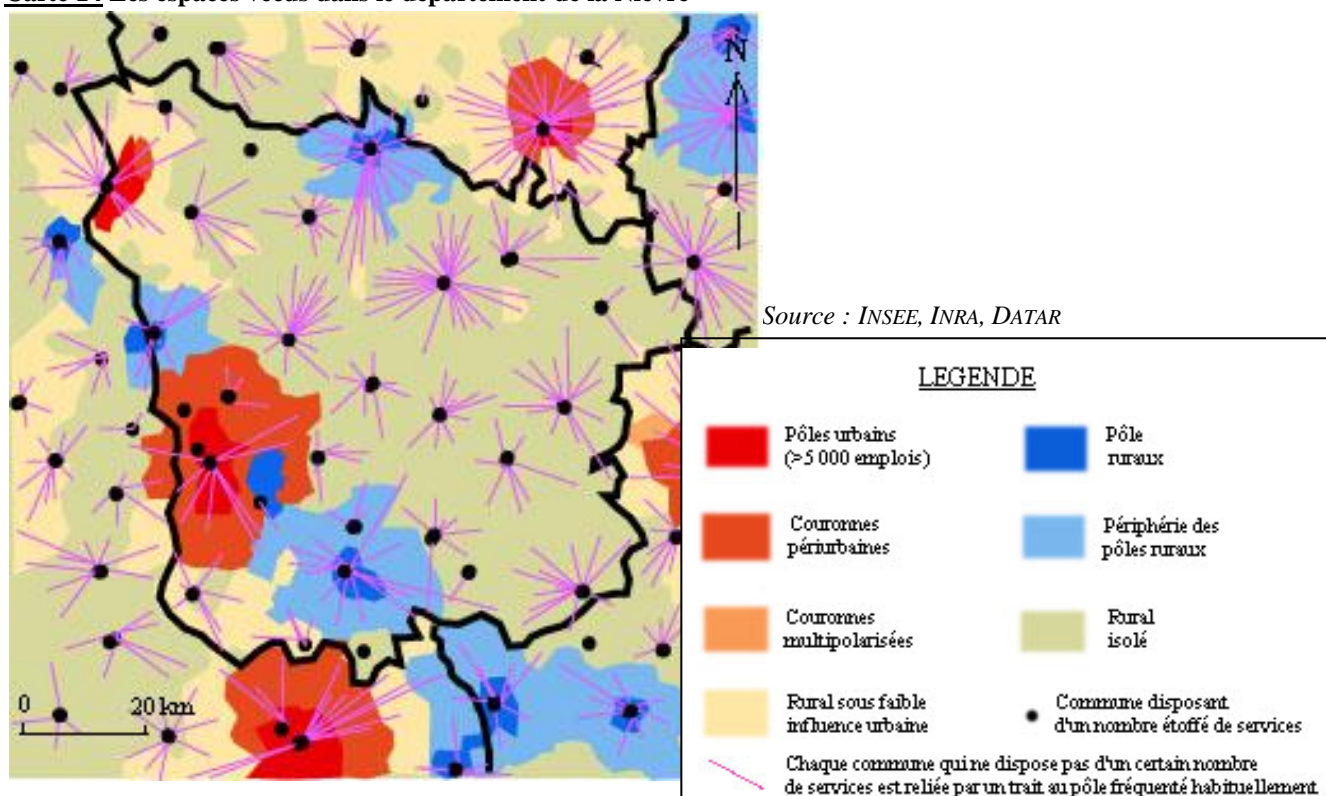 Carte 14 Les espaces vécus dans le département de la Nièvre
N
0 20 km
Source : INSEE, INRA, DATAR
LEGENDE
Pôles urbains
(>5 000 emplois)
Pôle
ruraux
Couronnes
périurbaines
Périphérie des
pôles ruraux
Couronnes
multipolarisées
Rural
isolé
Rural sous faible
influence urbaine
Commune disposant
d'un nombre étoffé de services
Chaque commune qui ne dispose pas d'un certain nombre
de services est reliée par un trait au pôle fréquenté habituellement